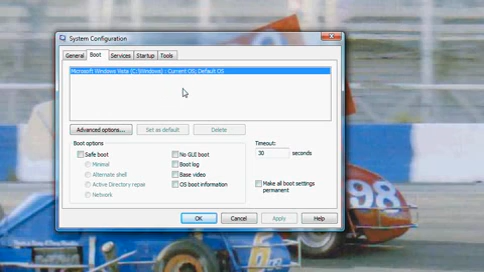 System Configuration
General Boot Services Startup Tools
Microsoft Windows Vista (C:\Windows) : Current OS; Default OS
Advanced options... Set as default Delete
Boot options
Safe boot
Minimal
Alternate shell
Active Directory repair
Network
No GUI boot
Boot log
Base video
OS boot information
Timeout:
30 seconds
Make all boot settings
permanent
OK Cancel Apply Help
98